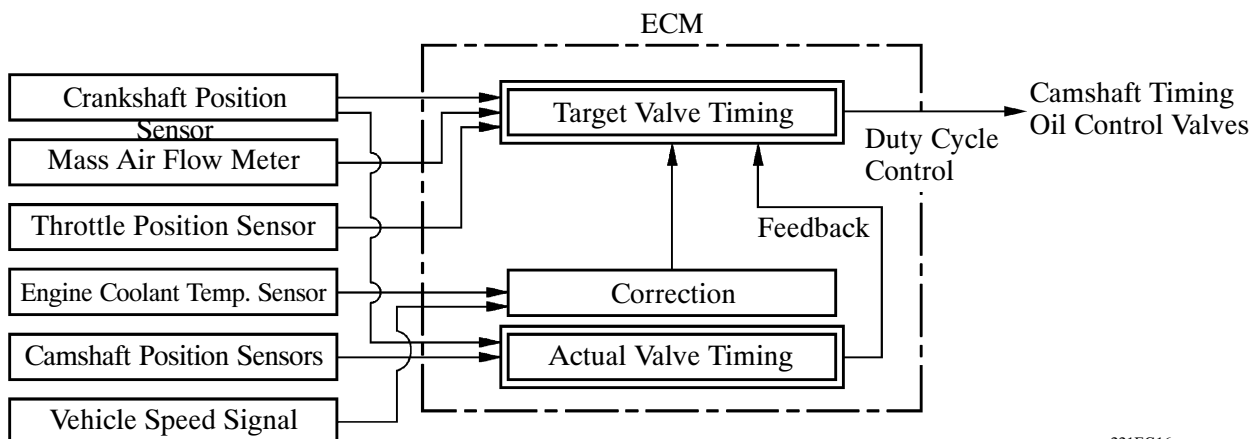 ECM
Crankshaft Position
Sensor
Mass Air Flow Meter
Throttle Position Sensor
Engine Coolant Temp. Sensor
Camshaft Position Sensors
Vehicle Speed Signal
Target Valve Timing
Feedback
Correction
Actual Valve Timing
Duty Cycle
Control
Camshaft Timing
Oil Control Valves